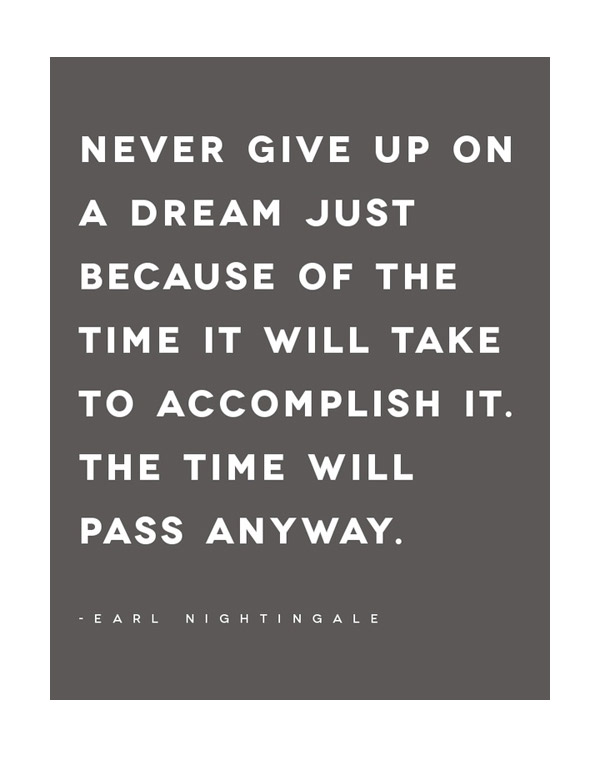 NEVER GIVE UP ON
A DREAM JUST
BECAUSE OF THE
TIME IT WILL TAKE
TO ACCOMPLISH IT.
THE TIME WILL
PASS ANYWAY.
-EARL NIGHTINGALE